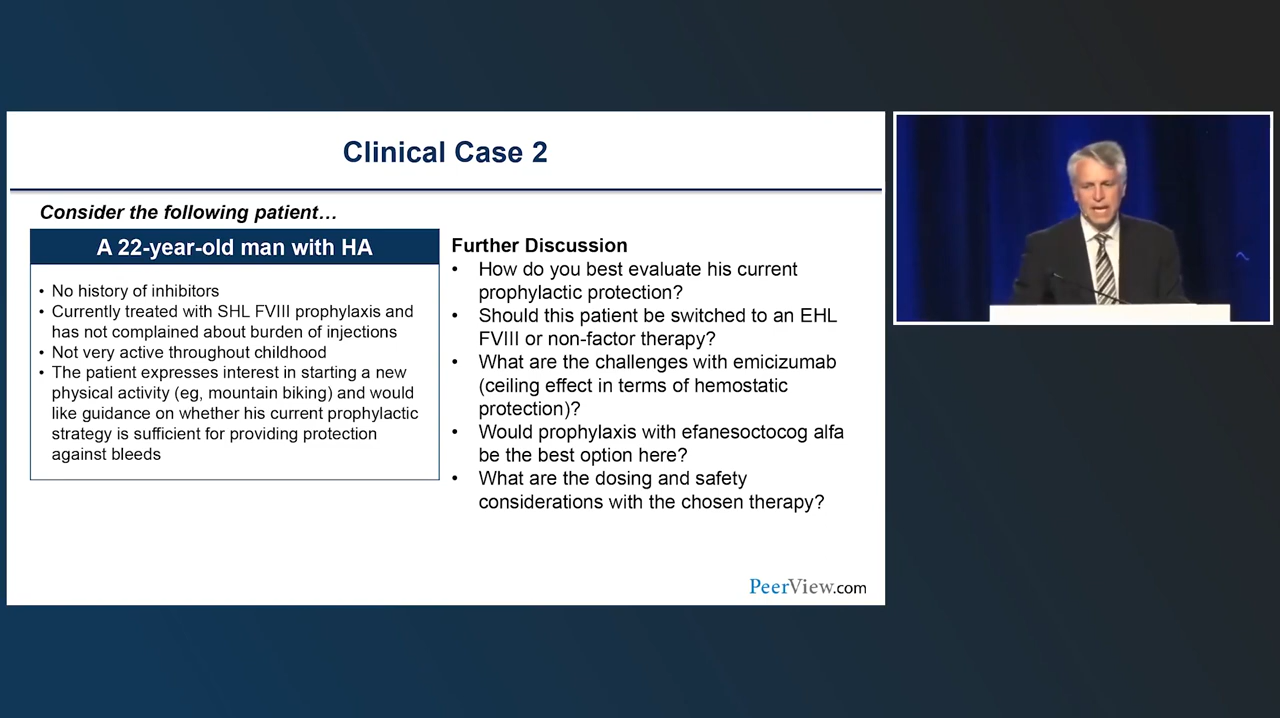 Clinical Case 2
Consider the following patient…
A 22-year-old man with HA
• No history of inhibitors
• Currently treated with SHL FVIII prophylaxis and
has not complained about burden of injections
• Not very active throughout childhood
• The patient expresses interest in starting a new
physical activity (eg, mountain biking) and would
like guidance on whether his current prophylactic
strategy is sufficient for providing protection
against bleeds
Further Discussion
• How do you best evaluate his current
prophylactic protection?
• Should this patient be switched to an EHL
FVIII or non-factor therapy?
• What are the challenges with emicizumab
(ceiling effect in terms of hemostatic
protection)?
• Would prophylaxis with efanesoctocog alfa
be the best option here?
• What are the dosing and safety
considerations with the chosen therapy?
PeerView.com